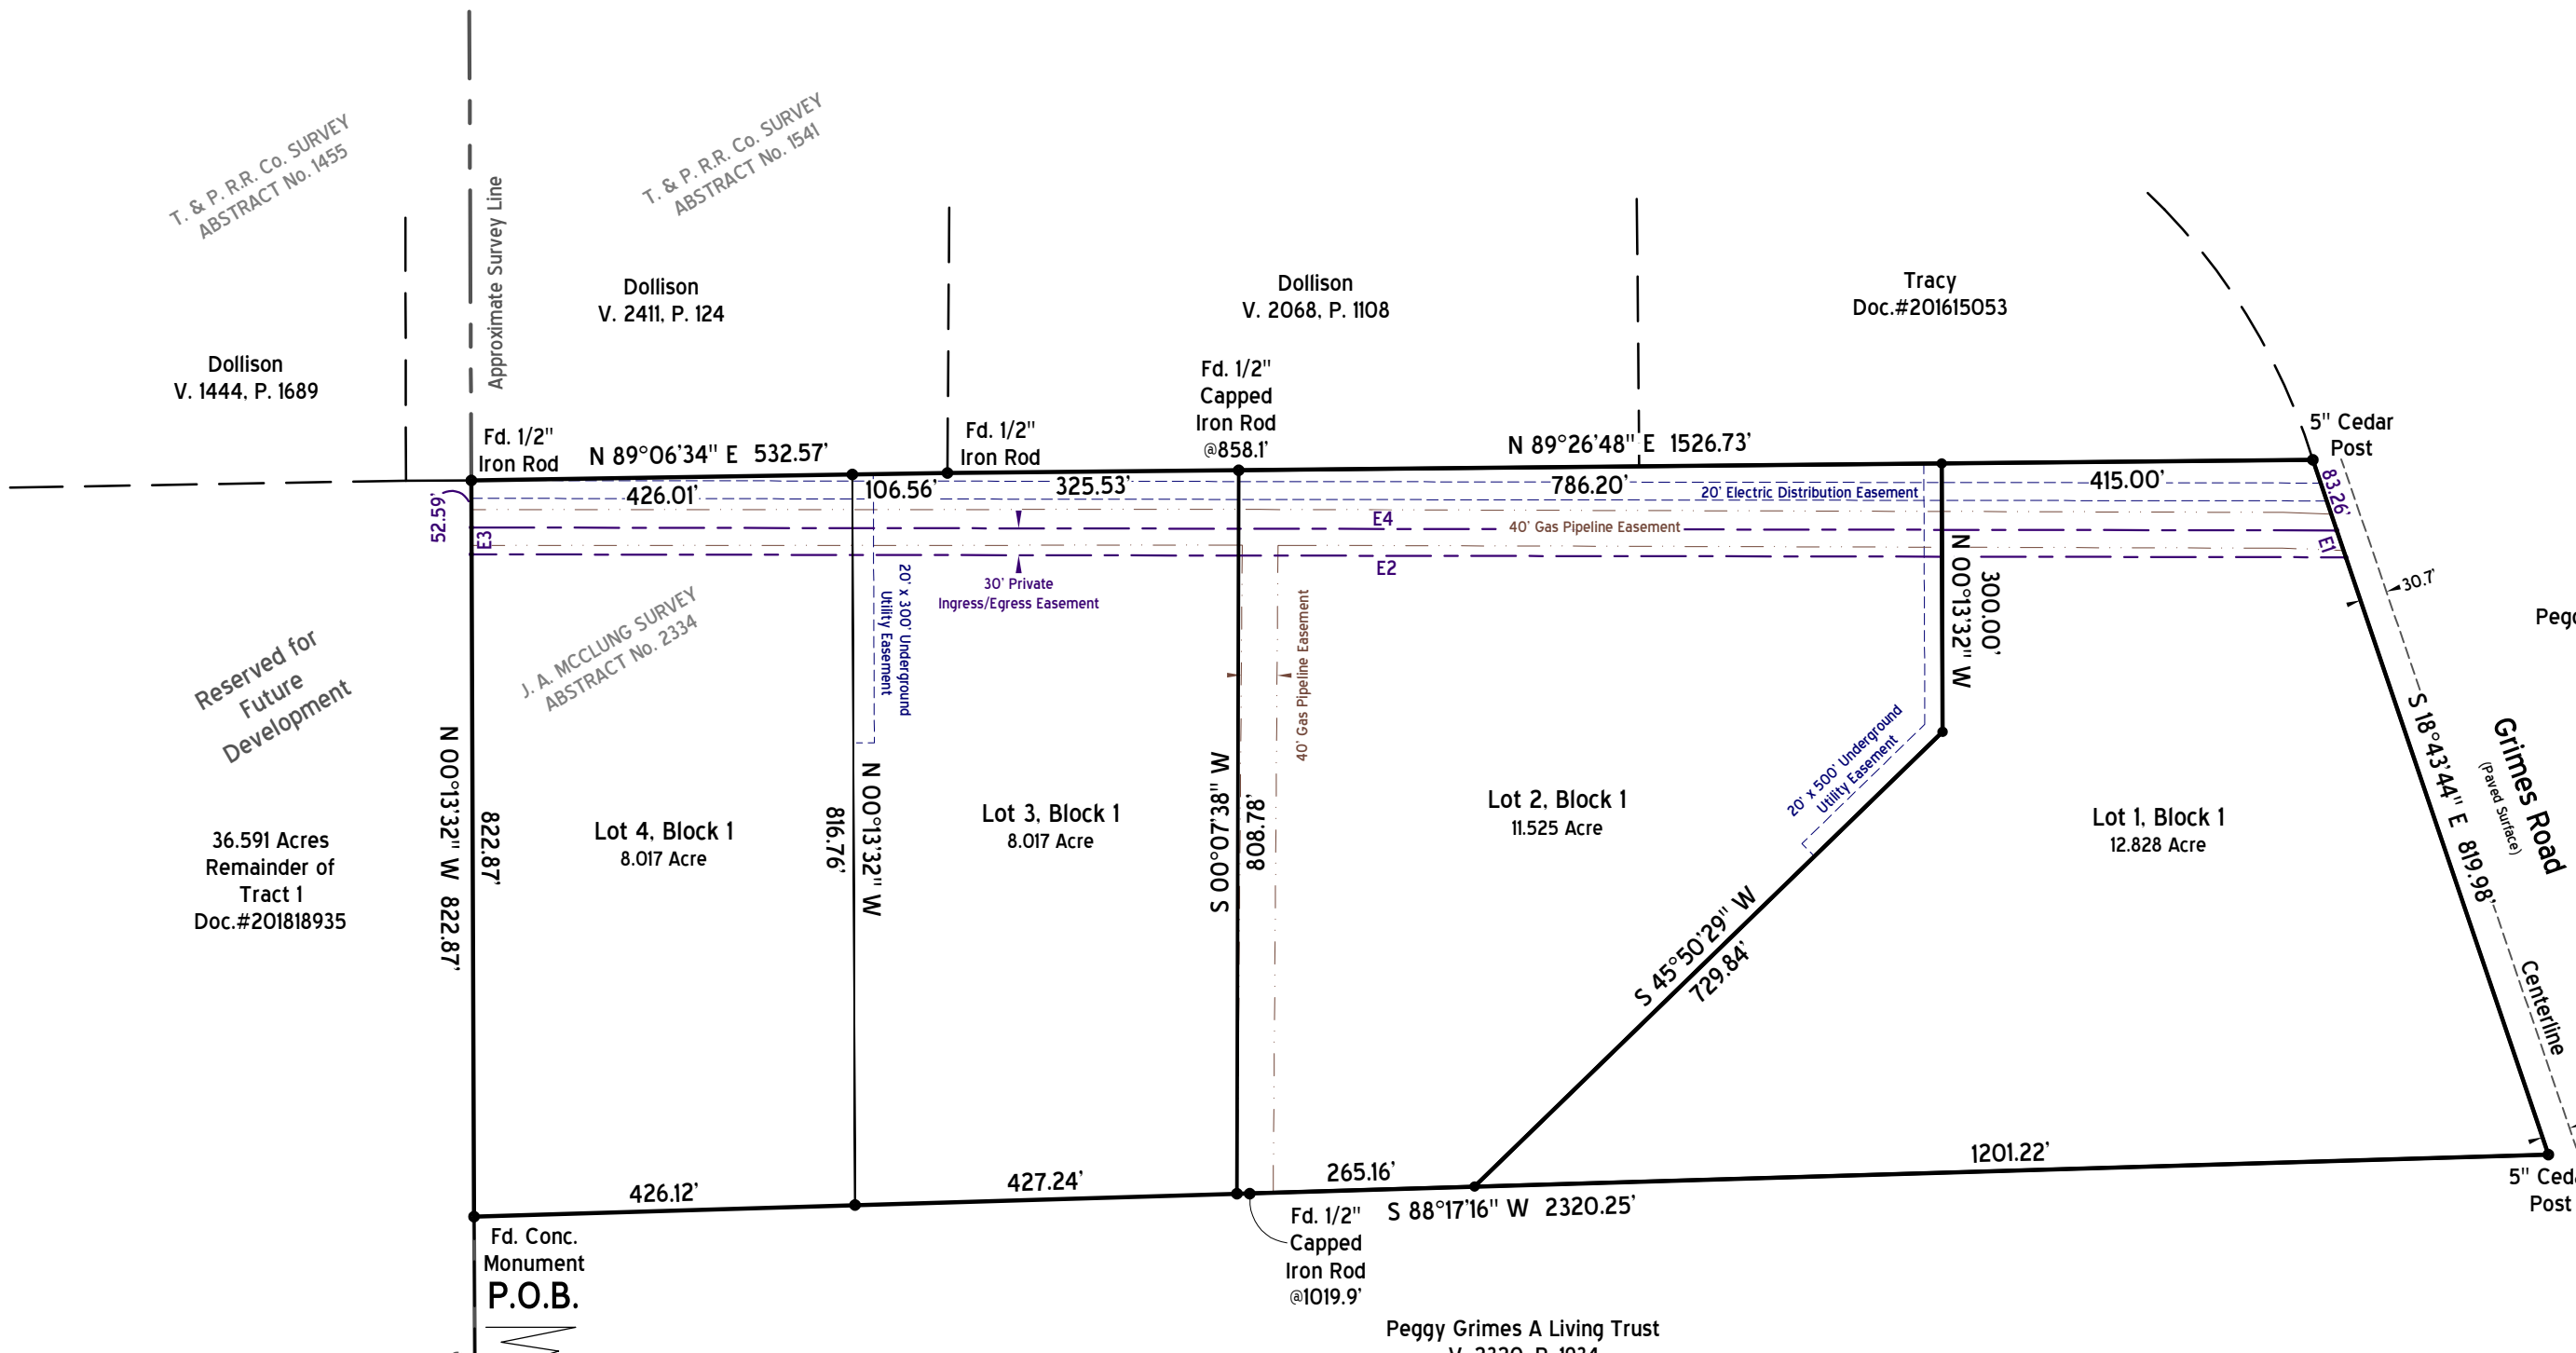 T. & P. R.R. Co. SURVEY
ABSTRACT No. 1455
T. & P. R.R. Co. SURVEY
ABSTRACT No. 1541
Approximate Survey Line
Dollison
V. 1444, P. 1689
Dollison
V. 2411, P. 124
Dollison
V. 2068, P. 1108
Tracy
Doc.#201615053
Fd. 1/2"
Iron Rod
N 89°06'34" E 532.57'
Fd. 1/2"
Iron Rod
Fd. 1/2"
Capped
Iron Rod
@858.1'
N 89°26'48" E 1526.73'
5" Cedar
Post
52.59'
E3
426.01'
106.56'
325.53'
786.20'
20' Electric Distribution Easement
415.00'
83.26'
E4
40' Gas Pipeline Easement
E1
E2
30' Private
Ingress/Egress Easement
20' x 300' Underground
Utility Easement
40' Gas Pipeline Easement
N 00°13'32" W
300.00'
30.7'
Pegg
J. A. MCCLUNG SURVEY
ABSTRACT No. 2334
Reserved for
Future
Development
36.591 Acres
Remainder of
Tract 1
Doc.#201818935
N 00°13'32" W 822.87'
822.87'
Lot 4, Block 1
8.017 Acre
816.76'
N 00°13'32" W
Lot 3, Block 1
8.017 Acre
S 00°07'38" W
808.78'
Lot 2, Block 1
11.525 Acre
20' x 500' Underground
Utility Easement
S 45°50'29" W
729.84'
Lot 1, Block 1
12.828 Acre
S 18°43'44" E 819.98'
Grimes Road
(Paved Surface)
Centerline
426.12'
427.24'
265.16'
1201.22'
S 88°17'16" W 2320.25'
5" Ceda
Post
Fd. Conc.
Monument
P.O.B.
Fd. 1/2"
Capped
Iron Rod
@1019.9'
Peggy Grimes A Living Trust